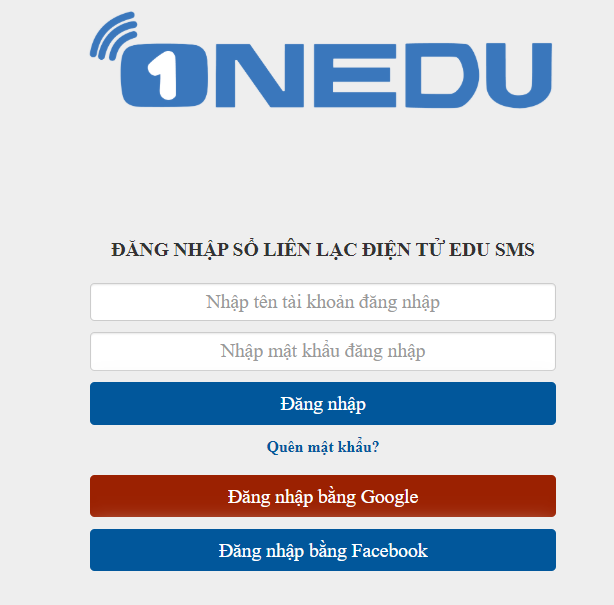 1NEDU
ĐĂNG NHẬP SỔ LIÊN LẠC ĐIỆN TỬ EDU SMS
Nhập tên tài khoản đăng nhập
Nhập mật khẩu đăng nhập
Đăng nhập
Quên mật khẩu?
Đăng nhập bằng Google
Đăng nhập bằng Facebook